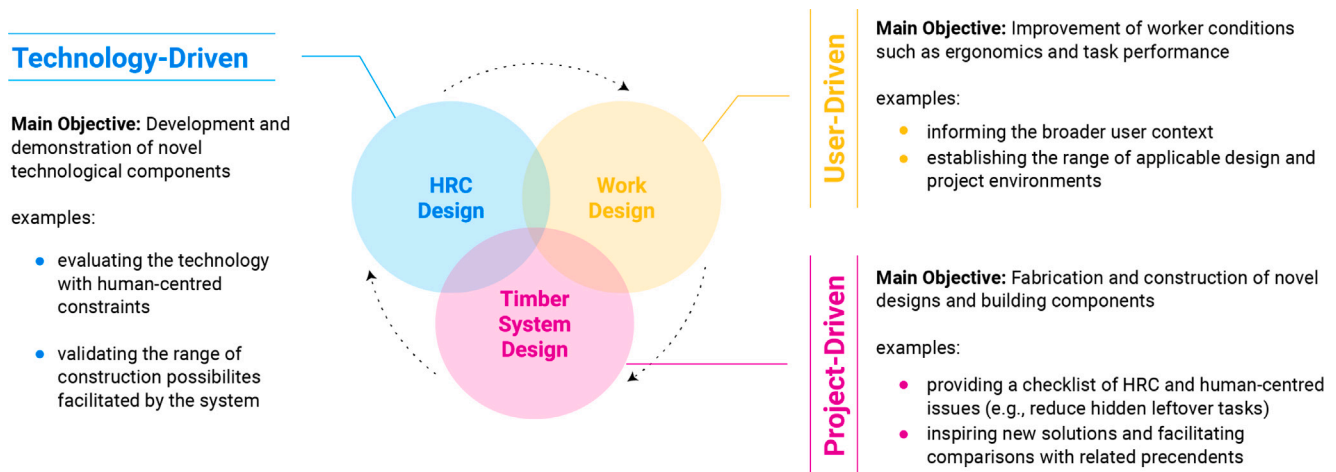 Technology-Driven
Main Objective: Development and
demonstration of novel
technological components
examples:
evaluating the technology
with human-centred
constraints
validating the range of
construction possibilites
facilitated by the system
HRC
Design
Work
Design
Timber
System
Design
User-Driven
Main Objective: Improvement of worker conditions
such as ergonomics and task performance
examples:
informing the broader user context
establishing the range of applicable design and
project environments
Project-Driven
Main Objective: Fabrication and construction of novel
designs and building components
examples:
providing a checklist of HRC and human-centred
issues (e.g., reduce hidden leftover tasks)
inspiring new solutions and facilitating
comparisons with related precendents